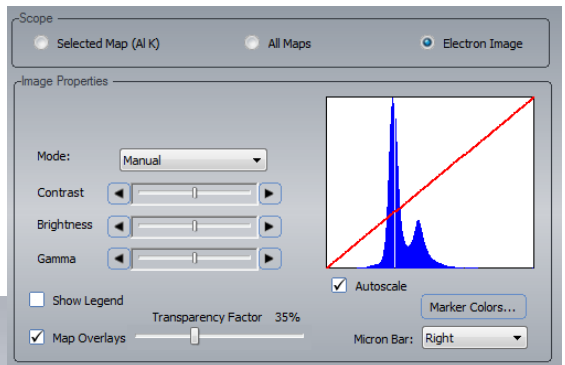 Scope
Selected Map (Al K) All Maps Electron Image
Image Properties
Mode: Manual
Contrast
Brightness
Gamma
Autoscale
Show Legend
Marker Colors...
Transparency Factor 35%
Map Overlays
Micron Bar: Right